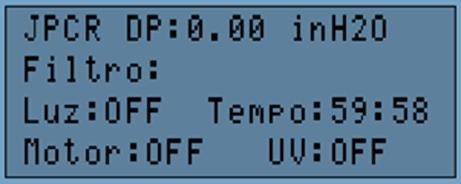 JPCR DP:0.00 inH2O
Filtro:
Luz:OFF Tempo:59:58
Motor:OFF UV:OFF